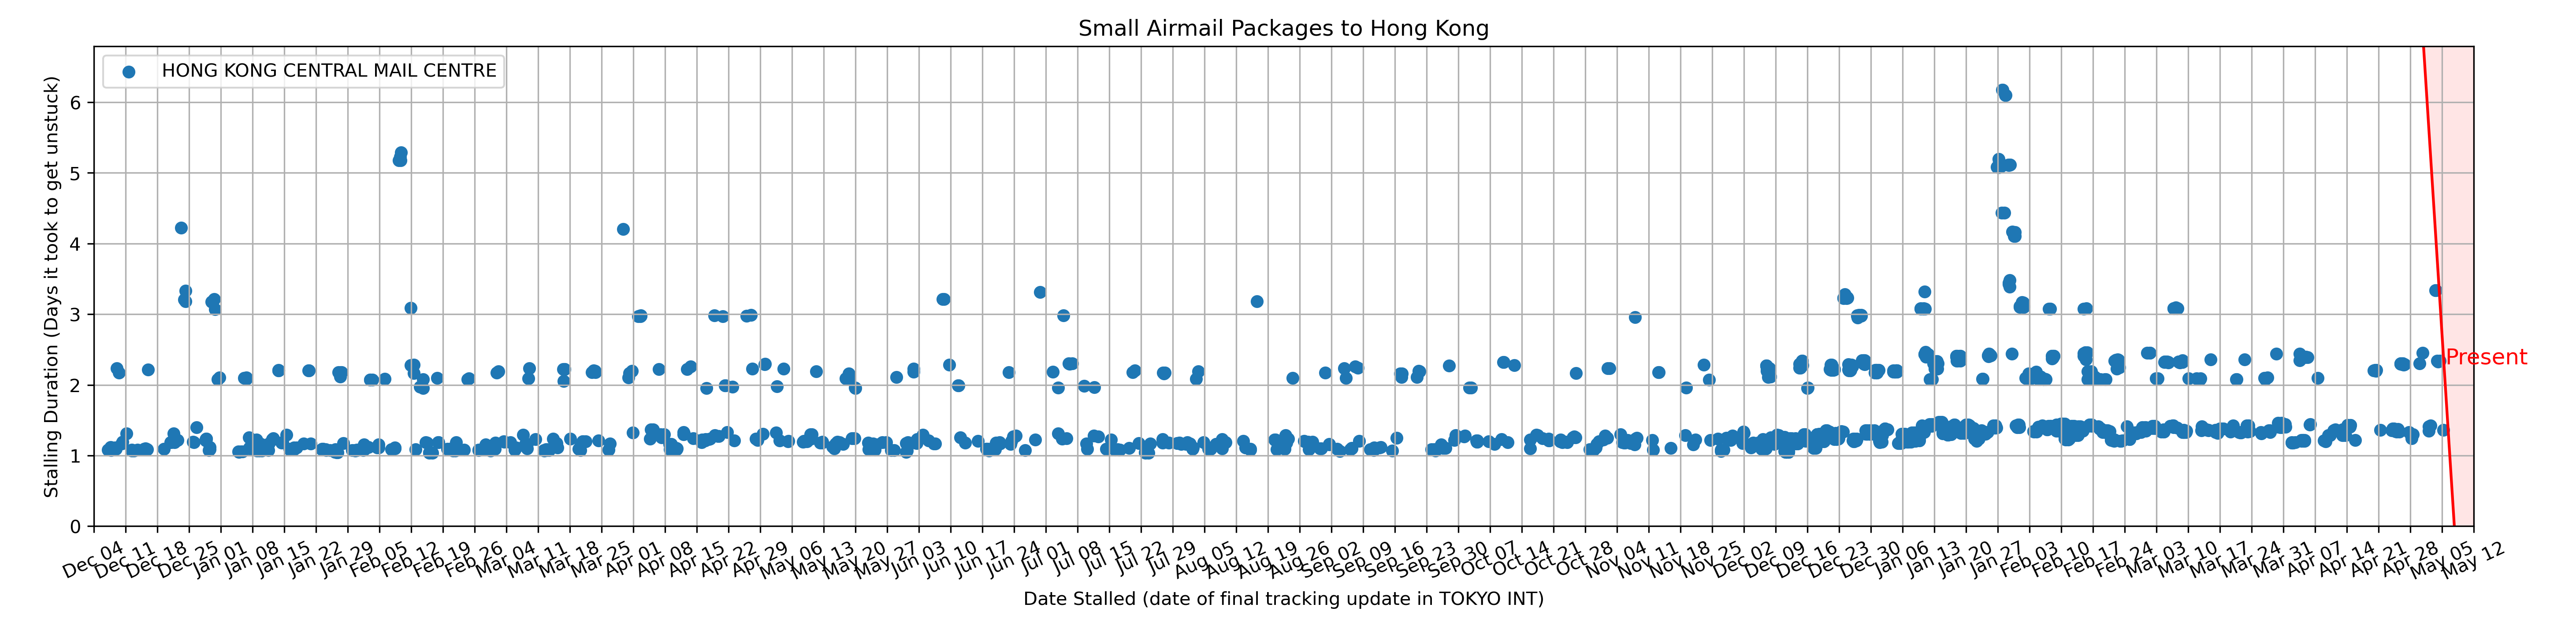 Small Airmail Packages to Hong Kong
HONG KONG CENTRAL MAIL CENTRE
Stalling Duration (Days it took to get unstuck)
6
5
4
3
2
1
0
Present
Dec 04 Dec 11 Dec 18 Dec 25 Jan 01 Jan 08 Jan 15 Jan 22 Jan 29 Feb 05 Feb 12 Feb 19 Feb 26 Mar 04 Mar 11 Mar 18 Mar 25 Apr 01 Apr 08 Apr 15 Apr 22 Apr 29 May 06 May 13 May 20 May 27 Jun 03 Jun 10 Jun 17 Jun 24 Jul 01 Jul 08 Jul 15 Jul 22 Jul 29 Aug 05 Aug 12 Aug 19 Aug 26 Sep 02 Sep 09 Sep 16 Sep 23 Sep 30 Oct 07 Oct 14 Oct 21 Oct 28 Nov 04 Nov 11 Nov 18 Nov 25 Dec 02 Dec 09 Dec 16 Dec 23 Dec 30 Jan 06 Jan 13 Jan 20 Jan 27 Feb 03 Feb 10 Feb 17 Feb 24 Mar 03 Mar 10 Mar 17 Mar 24 Mar 31 Apr 07 Apr 14 Apr 21 Apr 28 May 05 May 12
Date Stalled (date of final tracking update in TOKYO INT)